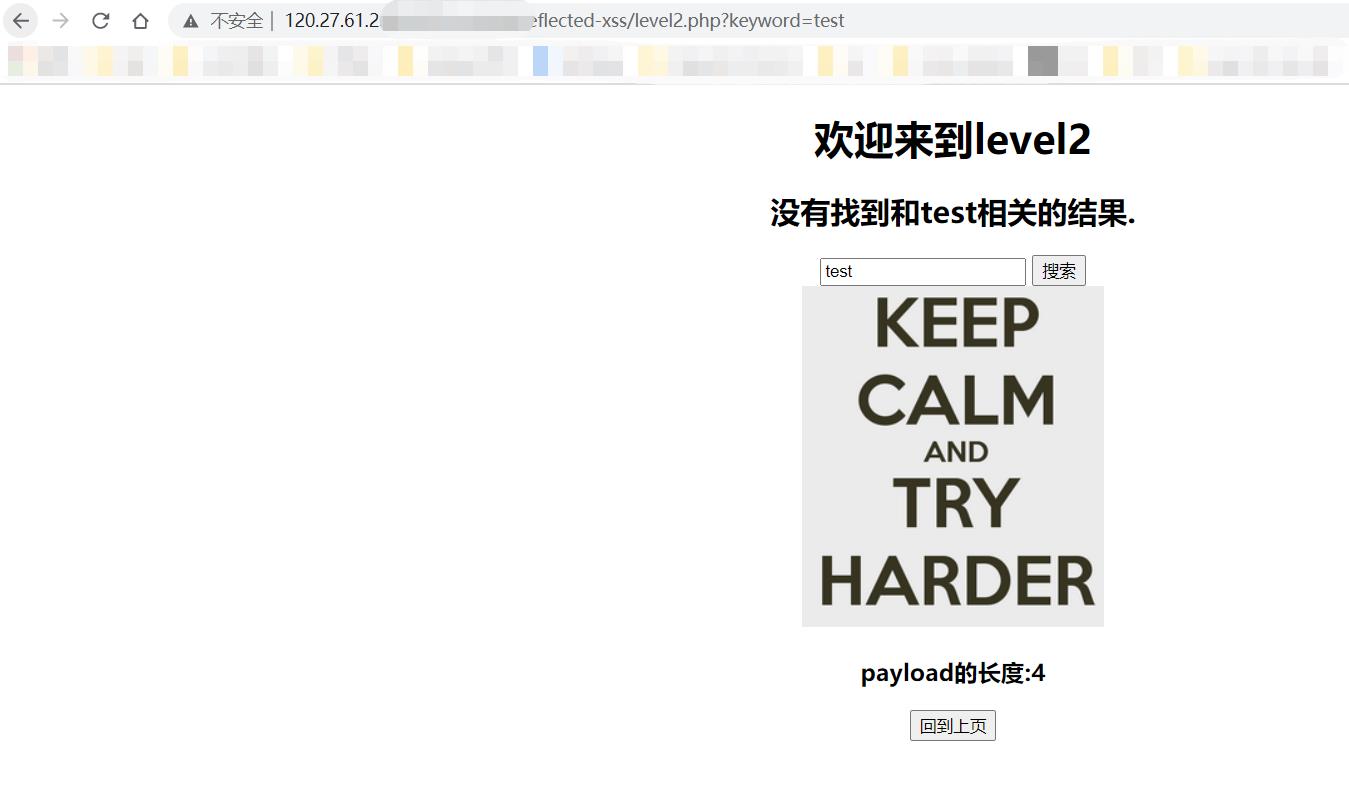 不安全 | 120.27.61.2 eflected-xss/level2.php?keyword=test
欢迎来到level2
没有找到和test相关的结果.
test 搜索
KEEP
CALM
AND
TRY
HARDER
payload的长度:4
回到上页